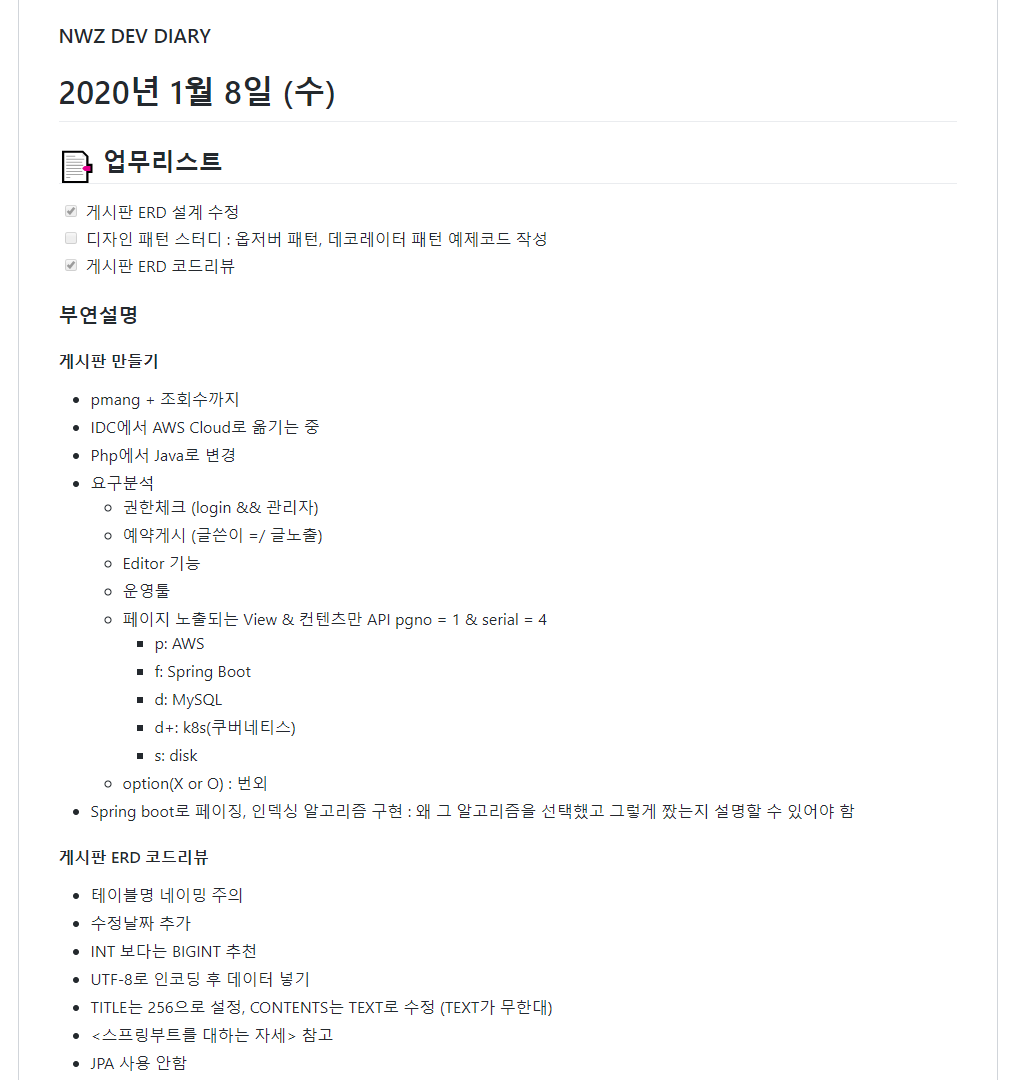 NWZ DEV DIARY
2020년 1월 8일 (수)
업무리스트
게시판 ERD 설계 수정
디자인 패턴 스터디 : 옵저버 패턴, 데코레이터 패턴 예제코드 작성
게시판 ERD 코드리뷰
부연설명
게시판 만들기
pmang + 조회수까지
IDC에서 AWS Cloud로 옮기는 중
Php에서 Java로 변경
요구분석
권한체크 (login && 관리자)
예약게시 (글쓴이 =/ 글노출)
Editor 기능
운영툴
페이지 노출되는 View & 컨텐츠만 API pgno = 1 & serial = 4
p: AWS
f: Spring Boot
d: MySQL
d+: k8s(쿠버네티스)
s: disk
option(X or O) : 번외
Spring boot로 페이징, 인덱싱 알고리즘 구현 : 왜 그 알고리즘을 선택했고 그렇게 짰는지 설명할 수 있어야 함
게시판 ERD 코드리뷰
테이블명 네이밍 주의
수정날짜 추가
INT 보다는 BIGINT 추천
UTF-8로 인코딩 후 데이터 넣기
TITLE는 256으로 설정, CONTENTS는 TEXT로 수정 (TEXT가 무한대)
<스프링부트를 대하는 자세> 참고
JPA 사용 안함